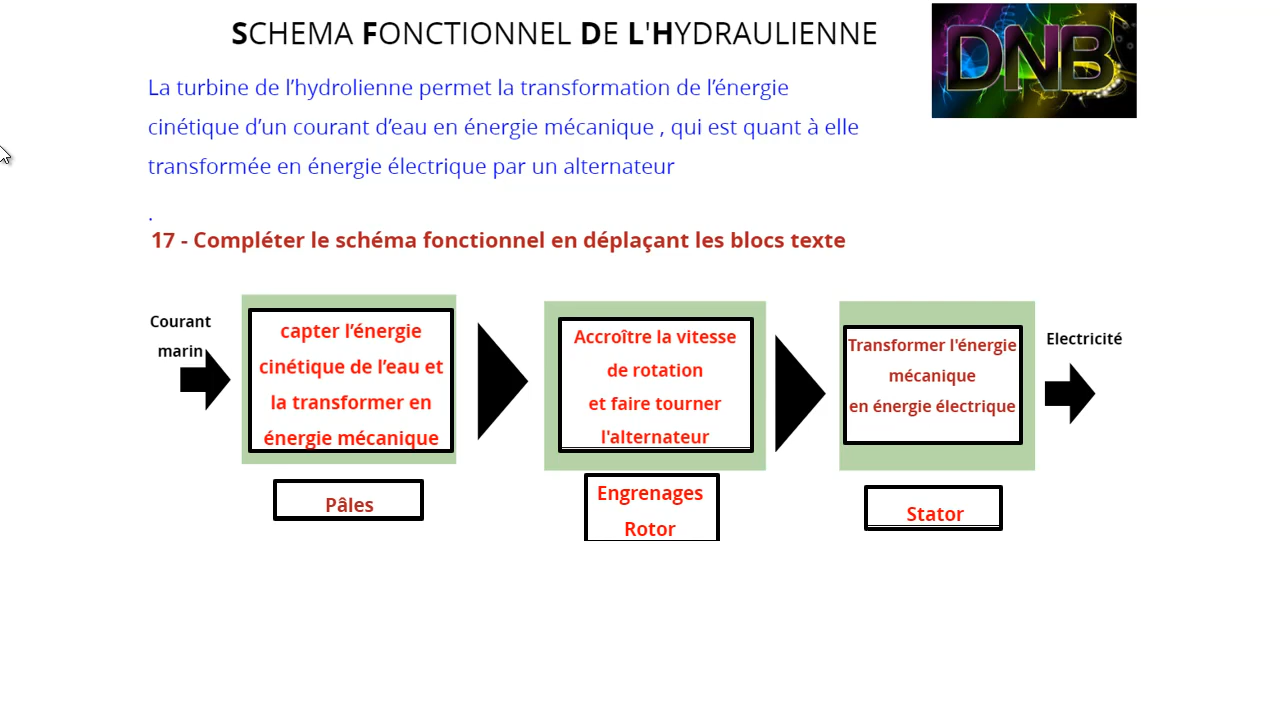 SCHEMA FONCTIONNEL DE L'HYDRAULIENNE
DNB
La turbine de l’hydrolienne permet la transformation de l’énergie
cinétique d’un courant d’eau en énergie mécanique , qui est quant à elle
transformée en énergie électrique par un alternateur
.
17 - Compléter le schéma fonctionnel en déplaçant les blocs texte
Courant
marin
capter l’énergie
cinétique de l’eau et
la transformer en
énergie mécanique
Pâles
Accroître la vitesse
de rotation
et faire tourner
l'alternateur
Engrenages
Rotor
Transformer l'énergie
mécanique
en énergie électrique
Stator
Electricité